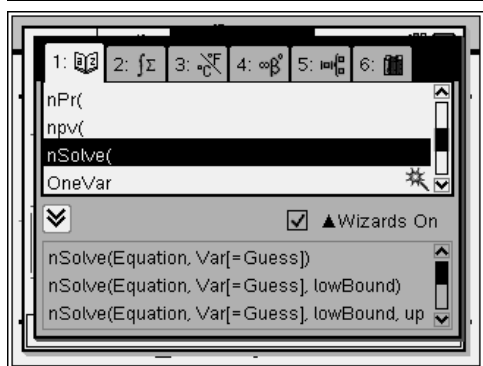 1: 2: ∫Σ 3: °C°F 4: ∞β° 5: 6:
nPr(
npv(
nSolve(
OneVar
▲Wizards On
nSolve(Equation, Var[=Guess])
nSolve(Equation, Var[=Guess], lowBound)
nSolve(Equation, Var[=Guess], lowBound, up